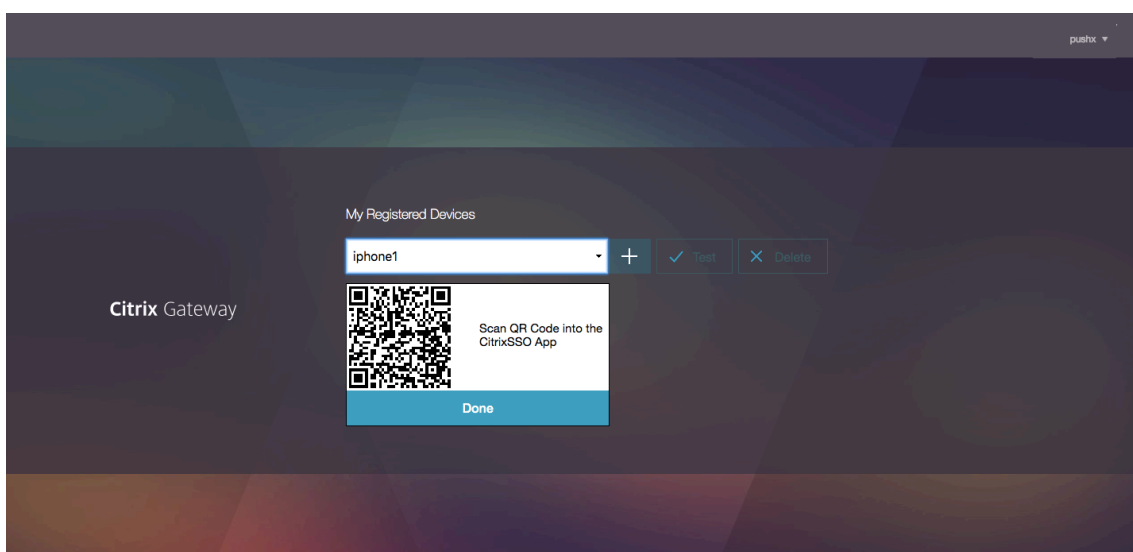 pushx
My Registered Devices
iphone1
Test
Delete
Citrix Gateway
Scan QR Code into the
CitrixSSO App
Done